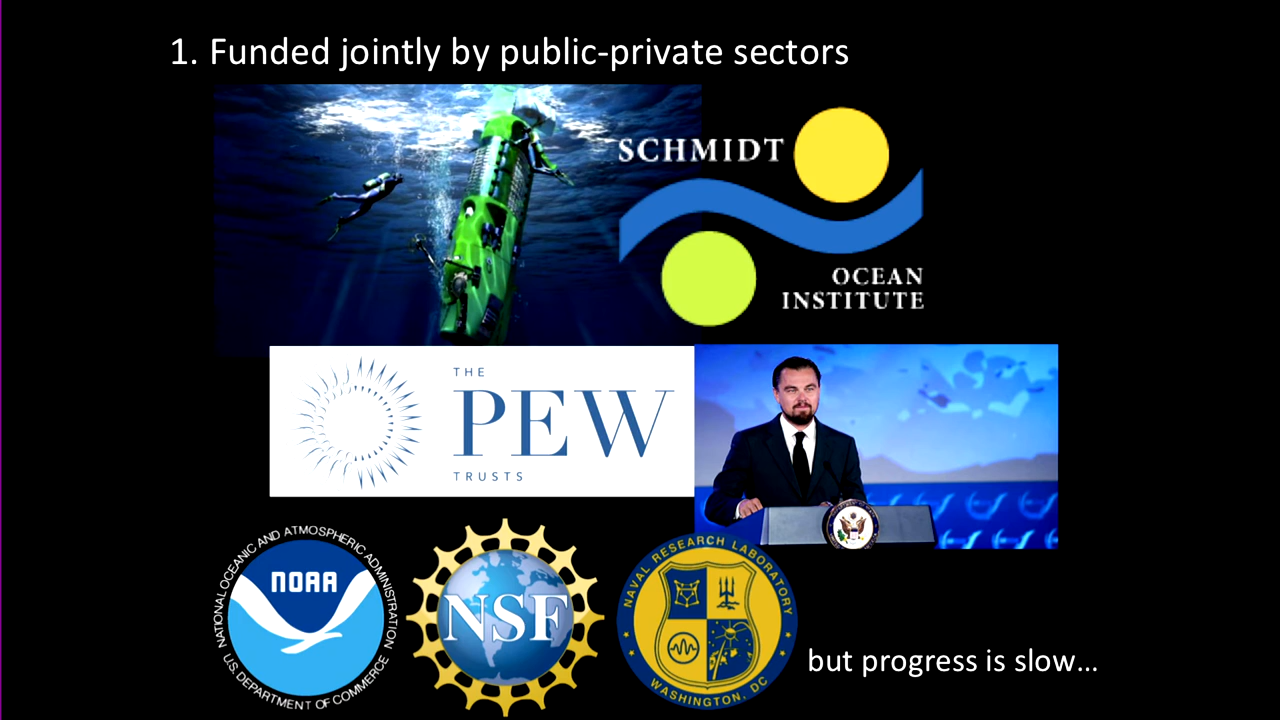 1. Funded jointly by public-private sectors
SCHMIDT
OCEAN
INSTITUTE
THE
PEW
TRUSTS
NATIONAL OCEANIC AND ATMOSPHERIC ADMINISTRATION
NOAA
U.S. DEPARTMENT OF COMMERCE
NSF
NAVAL RESEARCH LABORATORY
WASHINGTON, DC
but progress is slow...